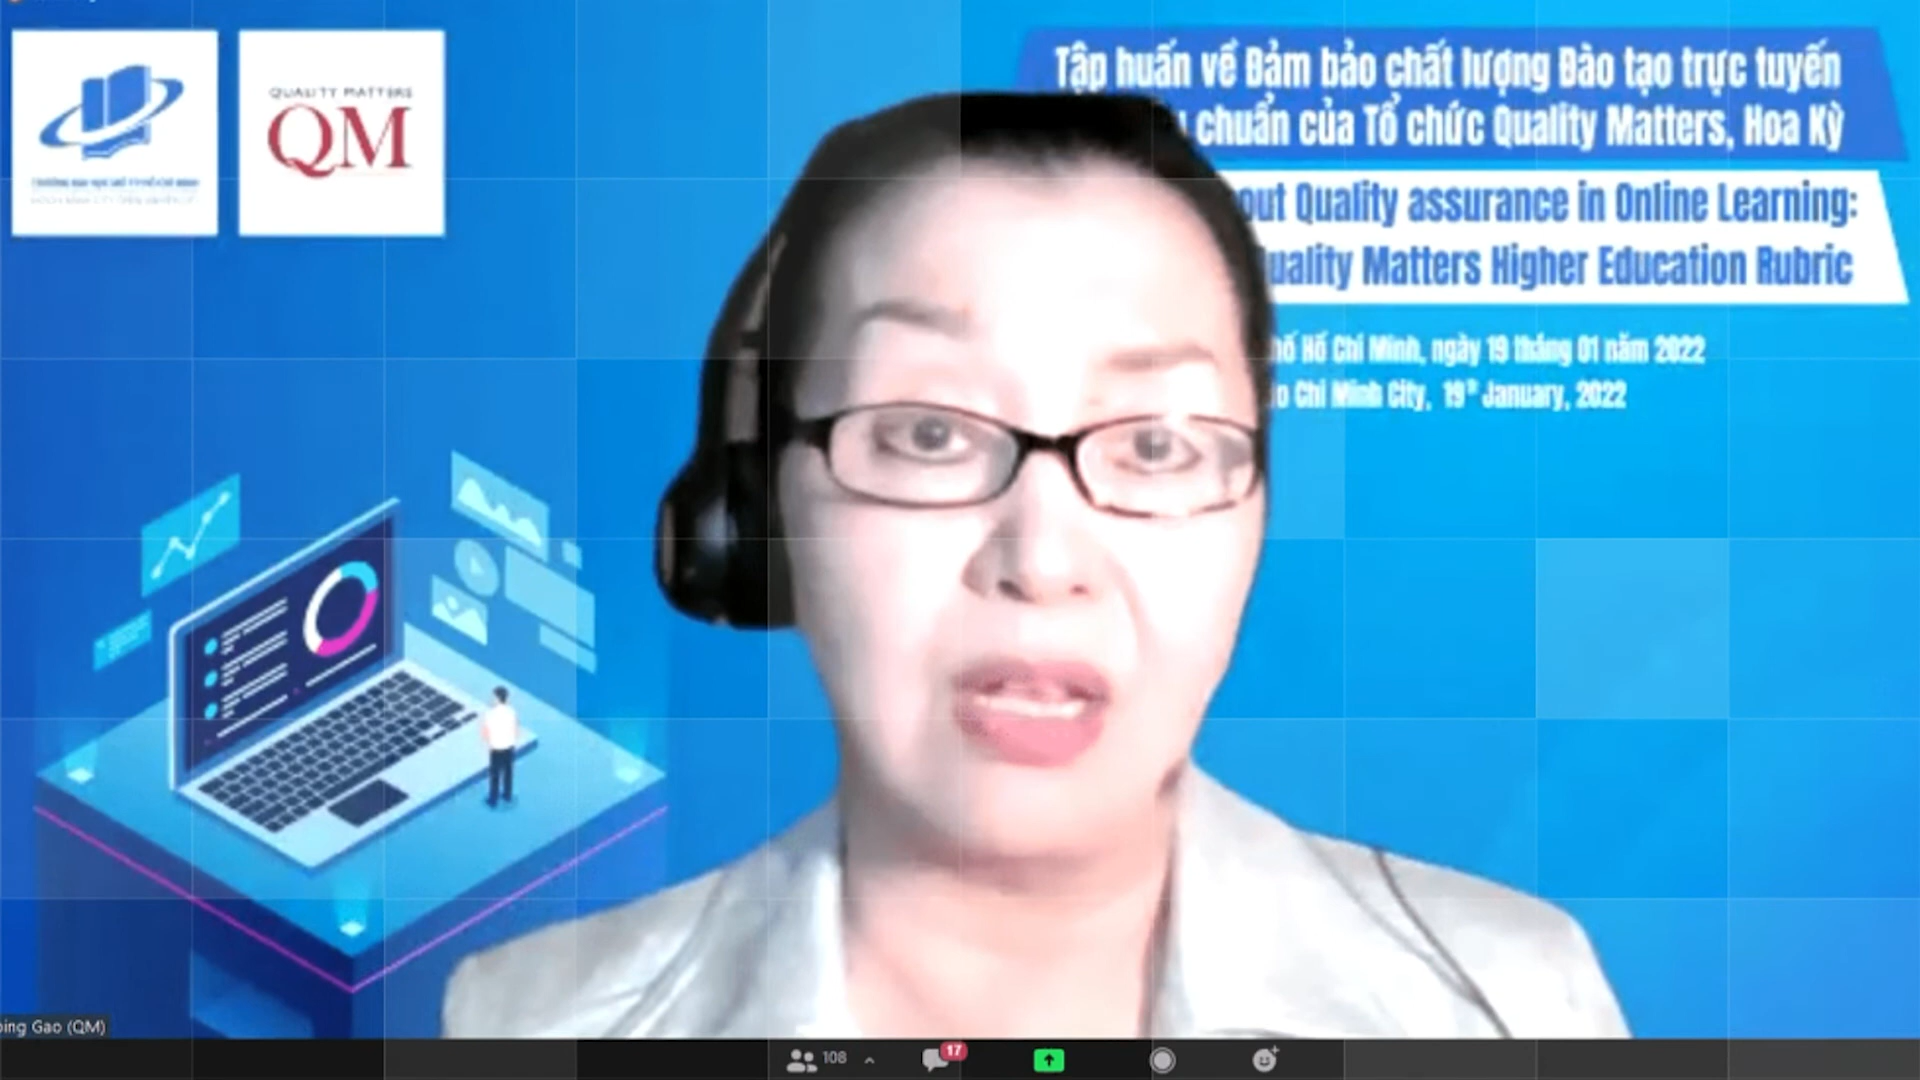 QUALITY MATTERS
QM
Tập huấn về Đảm bảo chất lượng Đào tạo trực tuyến
chuẩn của Tổ chức Quality Matters, Hoa Kỳ
out Quality assurance in Online Learning:
uality Matters Higher Education Rubric
hố Hồ Chí Minh, ngày 19 tháng 01 năm 2022
o Chi Minh City, 19th January, 2022
ping Gao (QM)
108
17